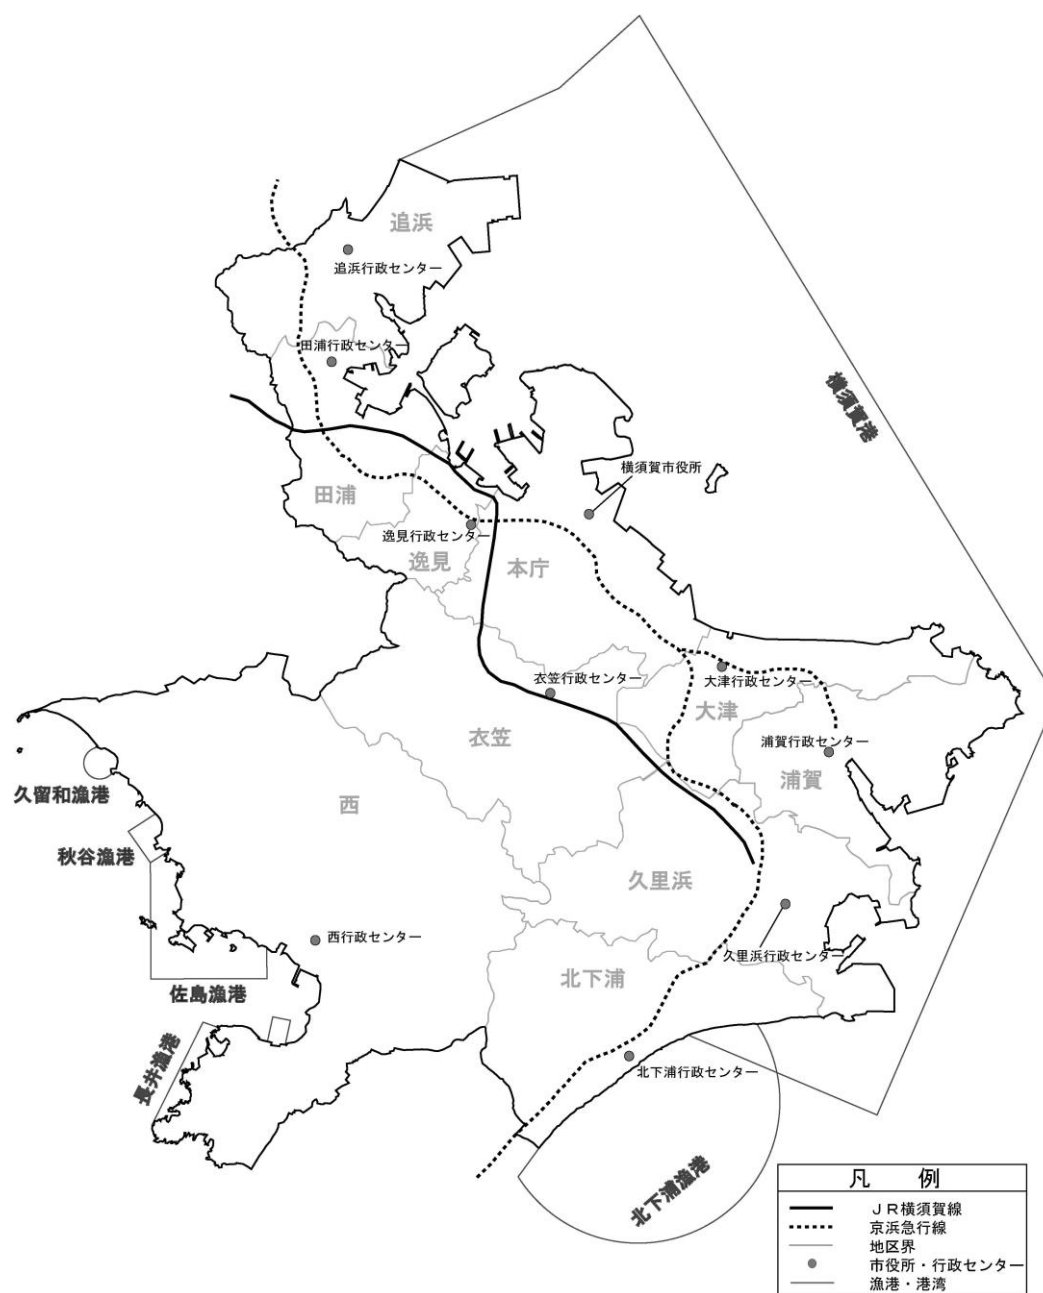 追浜
追浜行政センター
田浦行政センター
横須賀港
横須賀市役所
田浦
逸見行政センター
逸見
本庁
衣笠行政センター
大津行政センター
大津
衣笠
浦賀行政センター
浦賀
久留和漁港
西
秋谷漁港
久里浜
西行政センター
久里浜行政センター
北下浦
佐島漁港
長井漁港
北下浦行政センター
北下浦漁港
凡 例
ＪＲ横須賀線
京浜急行線
地区界
市役所・行政センター
漁港・港湾